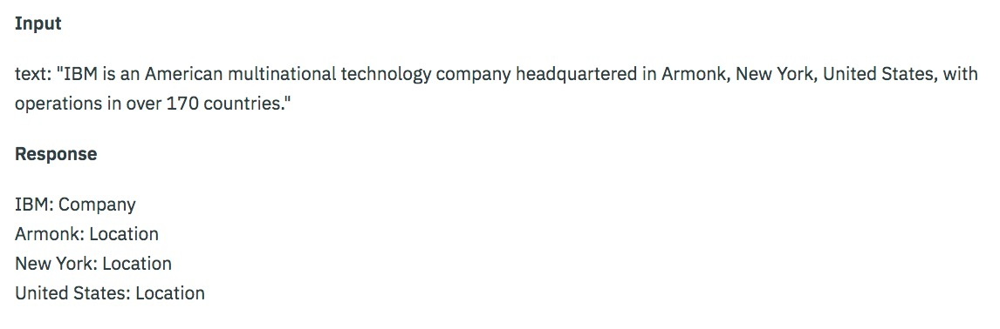 Input
text: "IBM is an American multinational technology company headquartered in Armonk, New York, United States, with
operations in over 170 countries."
Response
IBM: Company
Armonk: Location
New York: Location
United States: Location